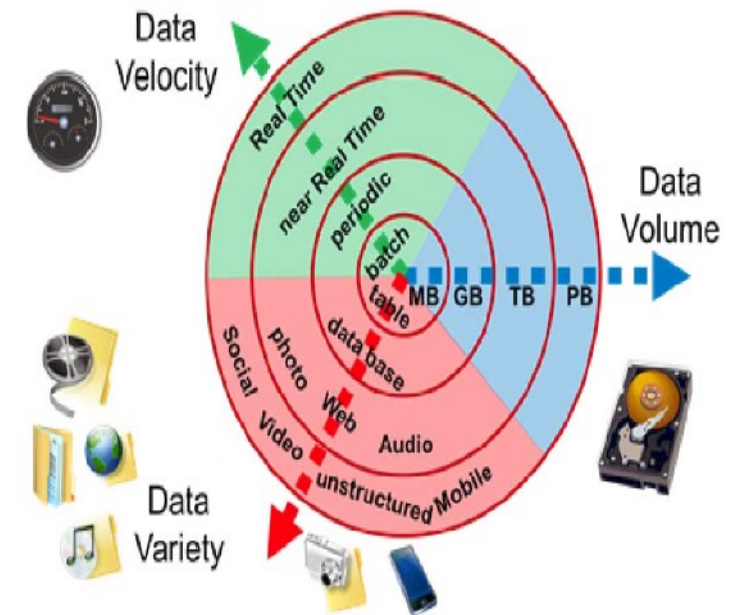 Data
Velocity
Real Time
near Real Time
periodic
batch
Data
Volume
MB GB TB PB
table
data base
photo
Web
Audio
Social
Video
unstructured
Mobile
Data
Variety